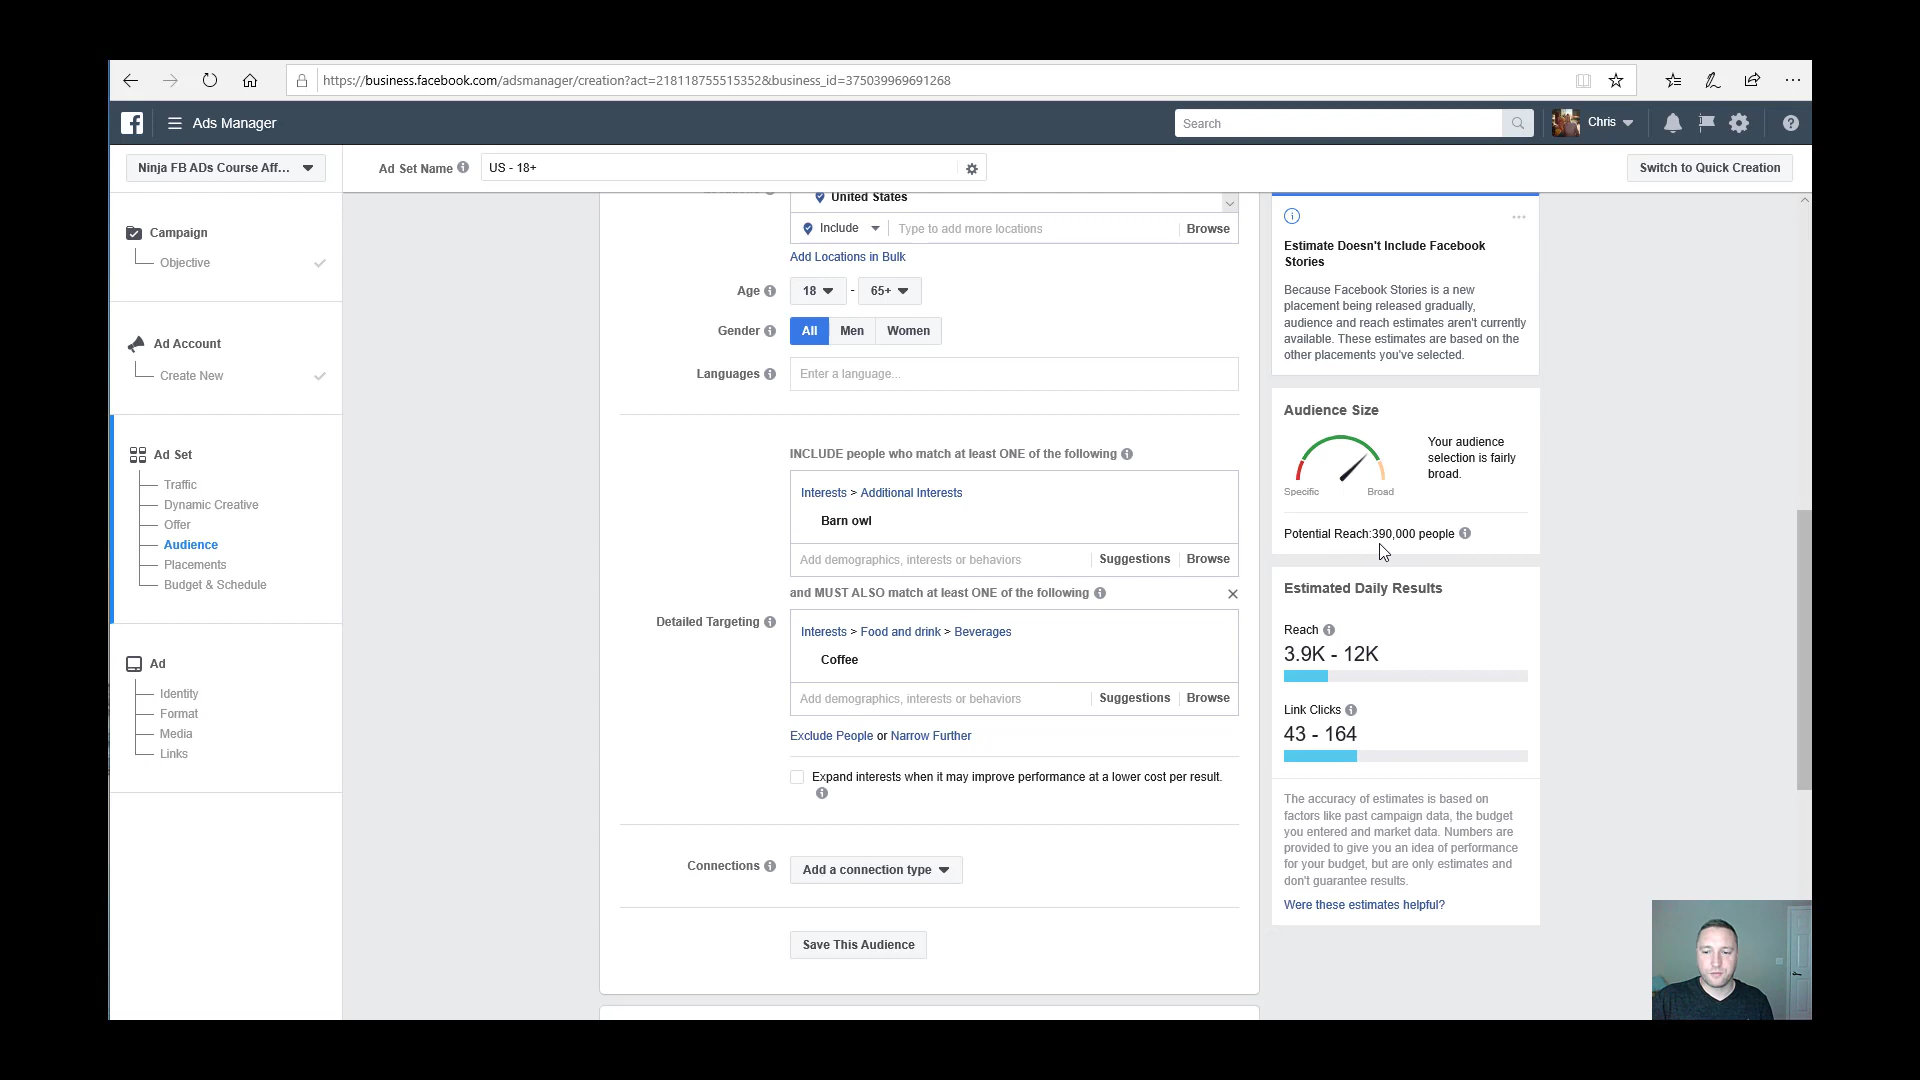 https://business.facebook.com/adsmanager/creation?act=218118755515352&business_id=375039969691268
Ads Manager
Search
Chris
Ninja FB ADs Course Aff...
Ad Set Name
US - 18+
Switch to Quick Creation
Campaign
Objective
Ad Account
Create New
Ad Set
Traffic
Dynamic Creative
Offer
Audience
Placements
Budget & Schedule
Ad
Identity
Format
Media
Links
United States
Include
Type to add more locations
Browse
Add Locations in Bulk
Age
18
-
65+
Gender
All
Men
Women
Languages
Enter a language...
INCLUDE people who match at least ONE of the following
Interests > Additional Interests
Barn owl
Add demographics, interests or behaviors
Suggestions
Browse
and MUST ALSO match at least ONE of the following
Detailed Targeting
Interests > Food and drink > Beverages
Coffee
Add demographics, interests or behaviors
Suggestions
Browse
Exclude People or Narrow Further
Expand interests when it may improve performance at a lower cost per result.
Connections
Add a connection type
Save This Audience
Estimate Doesn't Include Facebook
Stories
Because Facebook Stories is a new
placement being released gradually,
audience and reach estimates aren't currently
available. These estimates are based on the
other placements you've selected.
Audience Size
Specific
Broad
Your audience
selection is fairly
broad.
Potential Reach:390,000 people
Estimated Daily Results
Reach
3.9K - 12K
Link Clicks
43 - 164
The accuracy of estimates is based on
factors like past campaign data, the budget
you entered and market data. Numbers are
provided to give you an idea of performance
for your budget, but are only estimates and
don't guarantee results.
Were these estimates helpful?